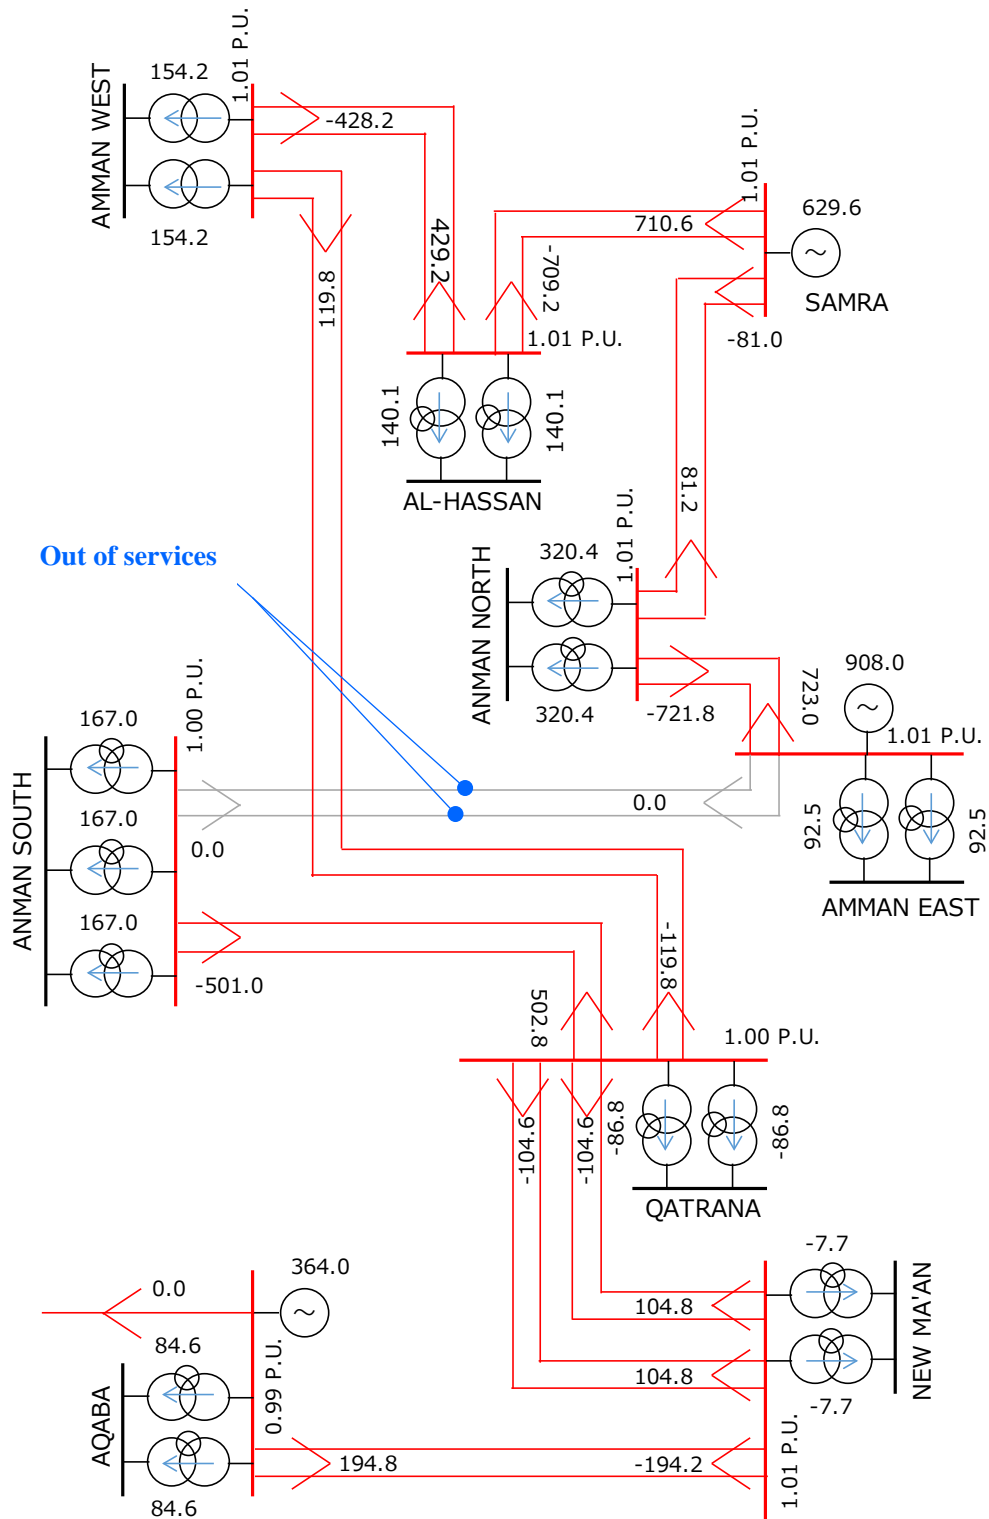 154.2
1.01 P.U.
AMMAN WEST
-428.2
154.2
119.8
429.2
-709.2
710.6
1.01 P.U.
629.6
SAMRA
-81.0
1.01 P.U.
140.1
140.1
AL-HASSAN
81.2
Out of services
320.4
1.01 P.U.
ANMAN NORTH
320.4
-721.8
723.0
908.0
1.01 P.U.
92.5
92.5
AMMAN EAST
167.0
1.00 P.U.
ANMAN SOUTH
167.0
0.0
0.0
167.0
-501.0
502.8
-119.8
1.00 P.U.
-104.6
-104.6
-86.8
-86.8
QATRANA
-7.7
NEW MA'AN
104.8
104.8
-7.7
0.0
364.0
84.6
0.99 P.U.
AQABA
84.6
194.8
-194.2
1.01 P.U.
~
~
~